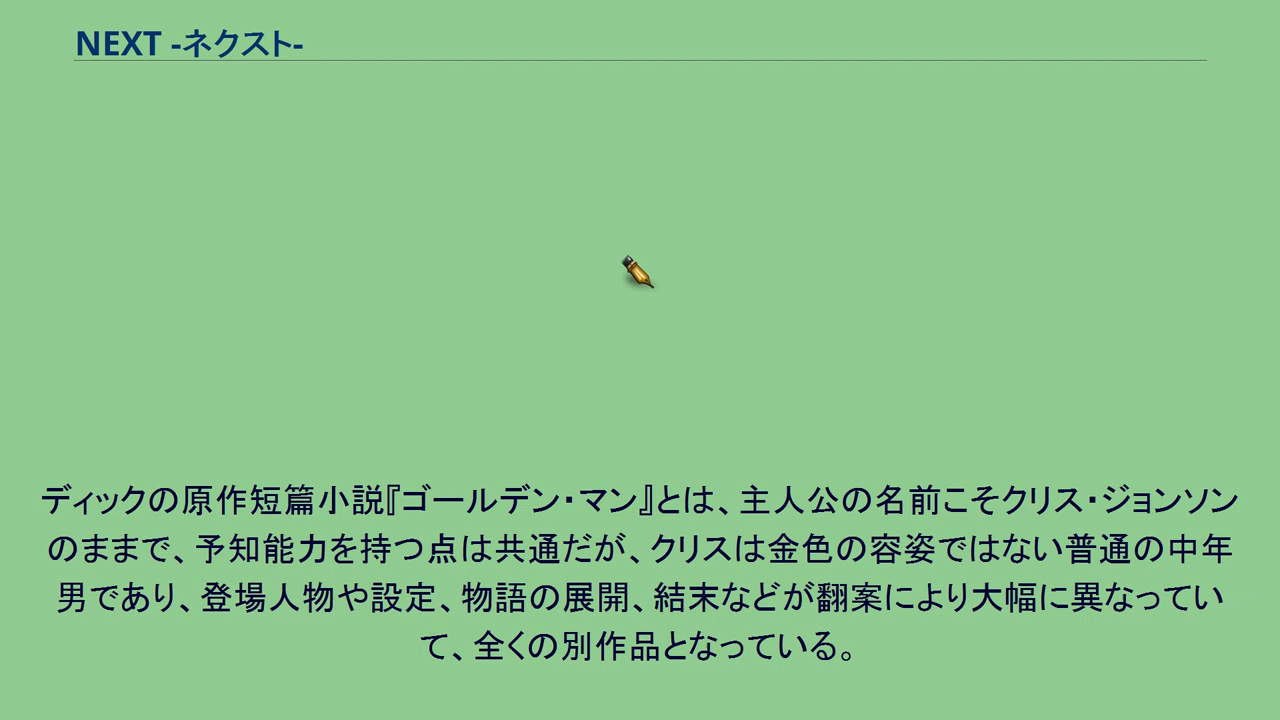 NEXT -ネクスト-
ディックの原作短篇小説『ゴールデン・マン』とは、主人公の名前こそクリス・ジョンソン
のままで、予知能力を持つ点は共通だが、クリスは金色の容姿ではない普通の中年
男であり、登場人物や設定、物語の展開、結末などが翻案により大幅に異なってい
て、全くの別作品となっている。